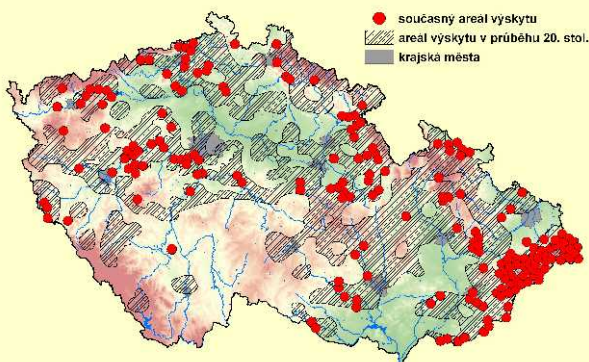 současný areál výskytu
areál výskytu v průběhu 20. stol.
krajská města